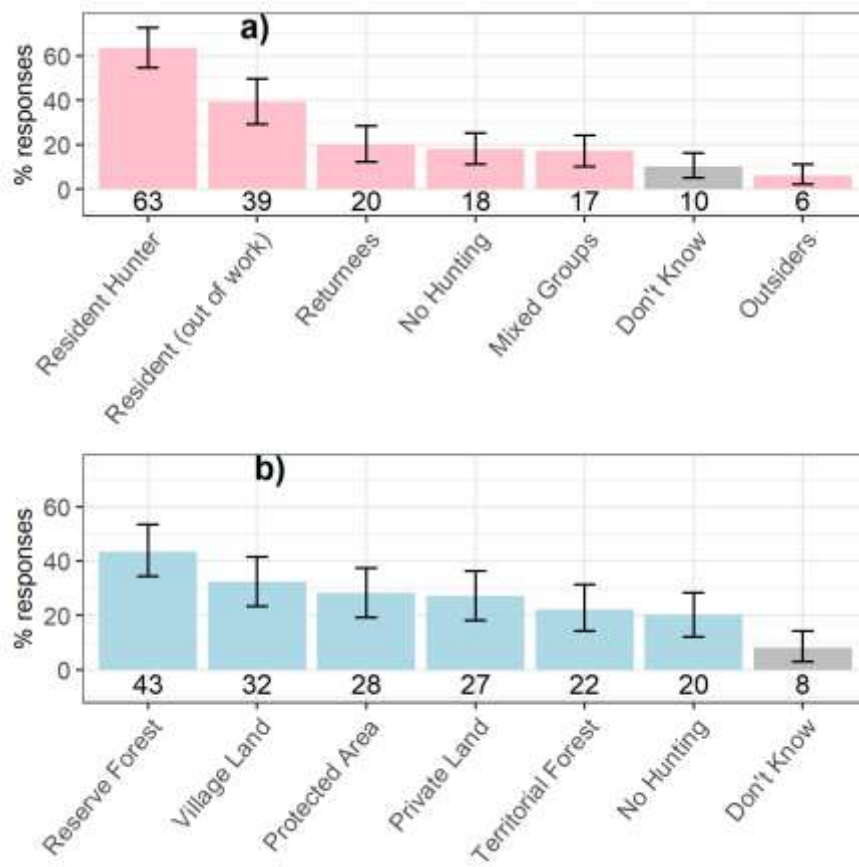 a)
% responses
60
40
20
0
63 39 20 18 17 10 6
Resident Hunter
Resident (out of work)
Returnees
No Hunting
Mixed Groups
Don't Know
Outsiders
b)
% responses
60
40
20
0
43 32 28 27 22 20 8
Reserve Forest
Village Land
Protected Area
Private Land
Territorial Forest
No Hunting
Don't Know